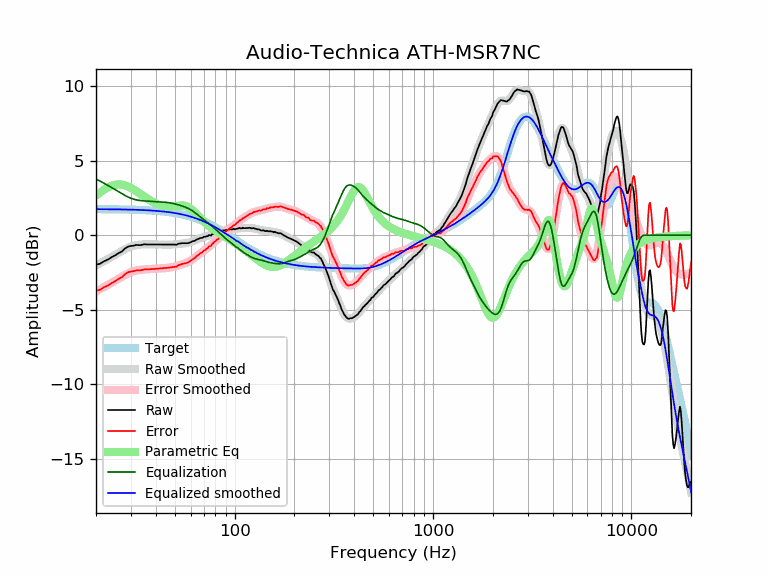 Audio-Technica ATH-MSR7NC
Amplitude (dBr)
10
5
0
−5
−10
−15
Target
Raw Smoothed
Error Smoothed
Raw
Error
Parametric Eq
Equalization
Equalized smoothed
100
1000
10000
Frequency (Hz)